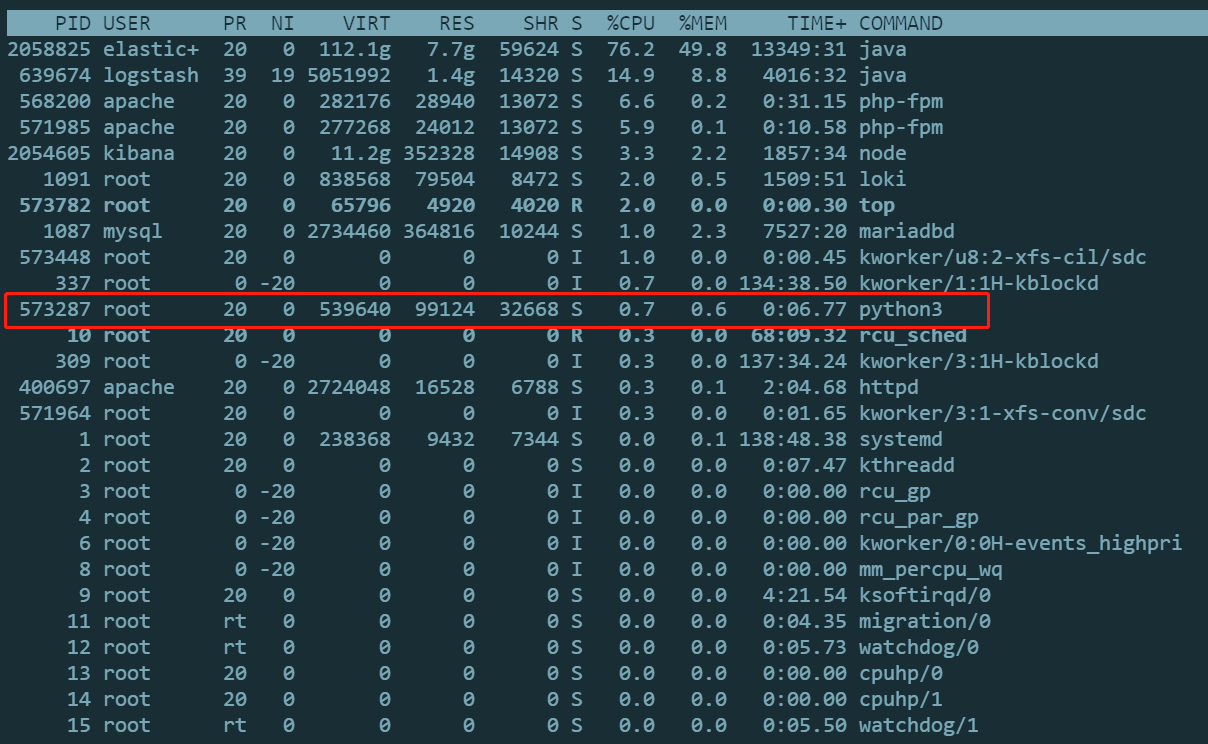 PID USER PR NI VIRT RES SHR S %CPU %MEM TIME+ COMMAND
2058825 elastic+ 20 0 112.1g 7.7g 59624 S 76.2 49.8 13349:31 java
639674 logstash 39 19 5051992 1.4g 14320 S 14.9 8.8 4016:32 java
568200 apache 20 0 282176 28940 13072 S 6.6 0.2 0:31.15 php-fpm
571985 apache 20 0 277268 24012 13072 S 5.9 0.1 0:10.58 php-fpm
2054605 kibana 20 0 11.2g 352328 14908 S 3.3 2.2 1857:34 node
1091 root 20 0 838568 79504 8472 S 2.0 0.5 1509:51 loki
573782 root 20 0 65796 4920 4020 R 2.0 0.0 0:00.30 top
1087 mysql 20 0 2734460 364816 10244 S 1.0 2.3 7527:20 mariadbd
573448 root 20 0 0 0 0 I 1.0 0.0 0:00.45 kworker/u8:2-xfs-cil/sdc
337 root 0 -20 0 0 0 I 0.7 0.0 134:38.50 kworker/1:1H-kblockd
573287 root 20 0 539640 99124 32668 S 0.7 0.6 0:06.77 python3
10 root 20 0 0 0 0 R 0.3 0.0 68:09.32 rcu_sched
309 root 0 -20 0 0 0 I 0.3 0.0 137:34.24 kworker/3:1H-kblockd
400697 apache 20 0 2724048 16528 6788 S 0.3 0.1 2:04.68 httpd
571964 root 20 0 0 0 0 I 0.3 0.0 0:01.65 kworker/3:1-xfs-conv/sdc
1 root 20 0 238368 9432 7344 S 0.0 0.1 138:48.38 systemd
2 root 20 0 0 0 0 S 0.0 0.0 0:07.47 kthreadd
3 root 0 -20 0 0 0 I 0.0 0.0 0:00.00 rcu_gp
4 root 0 -20 0 0 0 I 0.0 0.0 0:00.00 rcu_par_gp
6 root 0 -20 0 0 0 I 0.0 0.0 0:00.00 kworker/0:0H-events_highpri
8 root 0 -20 0 0 0 I 0.0 0.0 0:00.00 mm_percpu_wq
9 root 20 0 0 0 0 S 0.0 0.0 4:21.54 ksoftirqd/0
11 root rt 0 0 0 0 S 0.0 0.0 0:04.35 migration/0
12 root rt 0 0 0 0 S 0.0 0.0 0:05.73 watchdog/0
13 root 20 0 0 0 0 S 0.0 0.0 0:00.00 cpuhp/0
14 root 20 0 0 0 0 S 0.0 0.0 0:00.00 cpuhp/1
15 root rt 0 0 0 0 S 0.0 0.0 0:05.50 watchdog/1